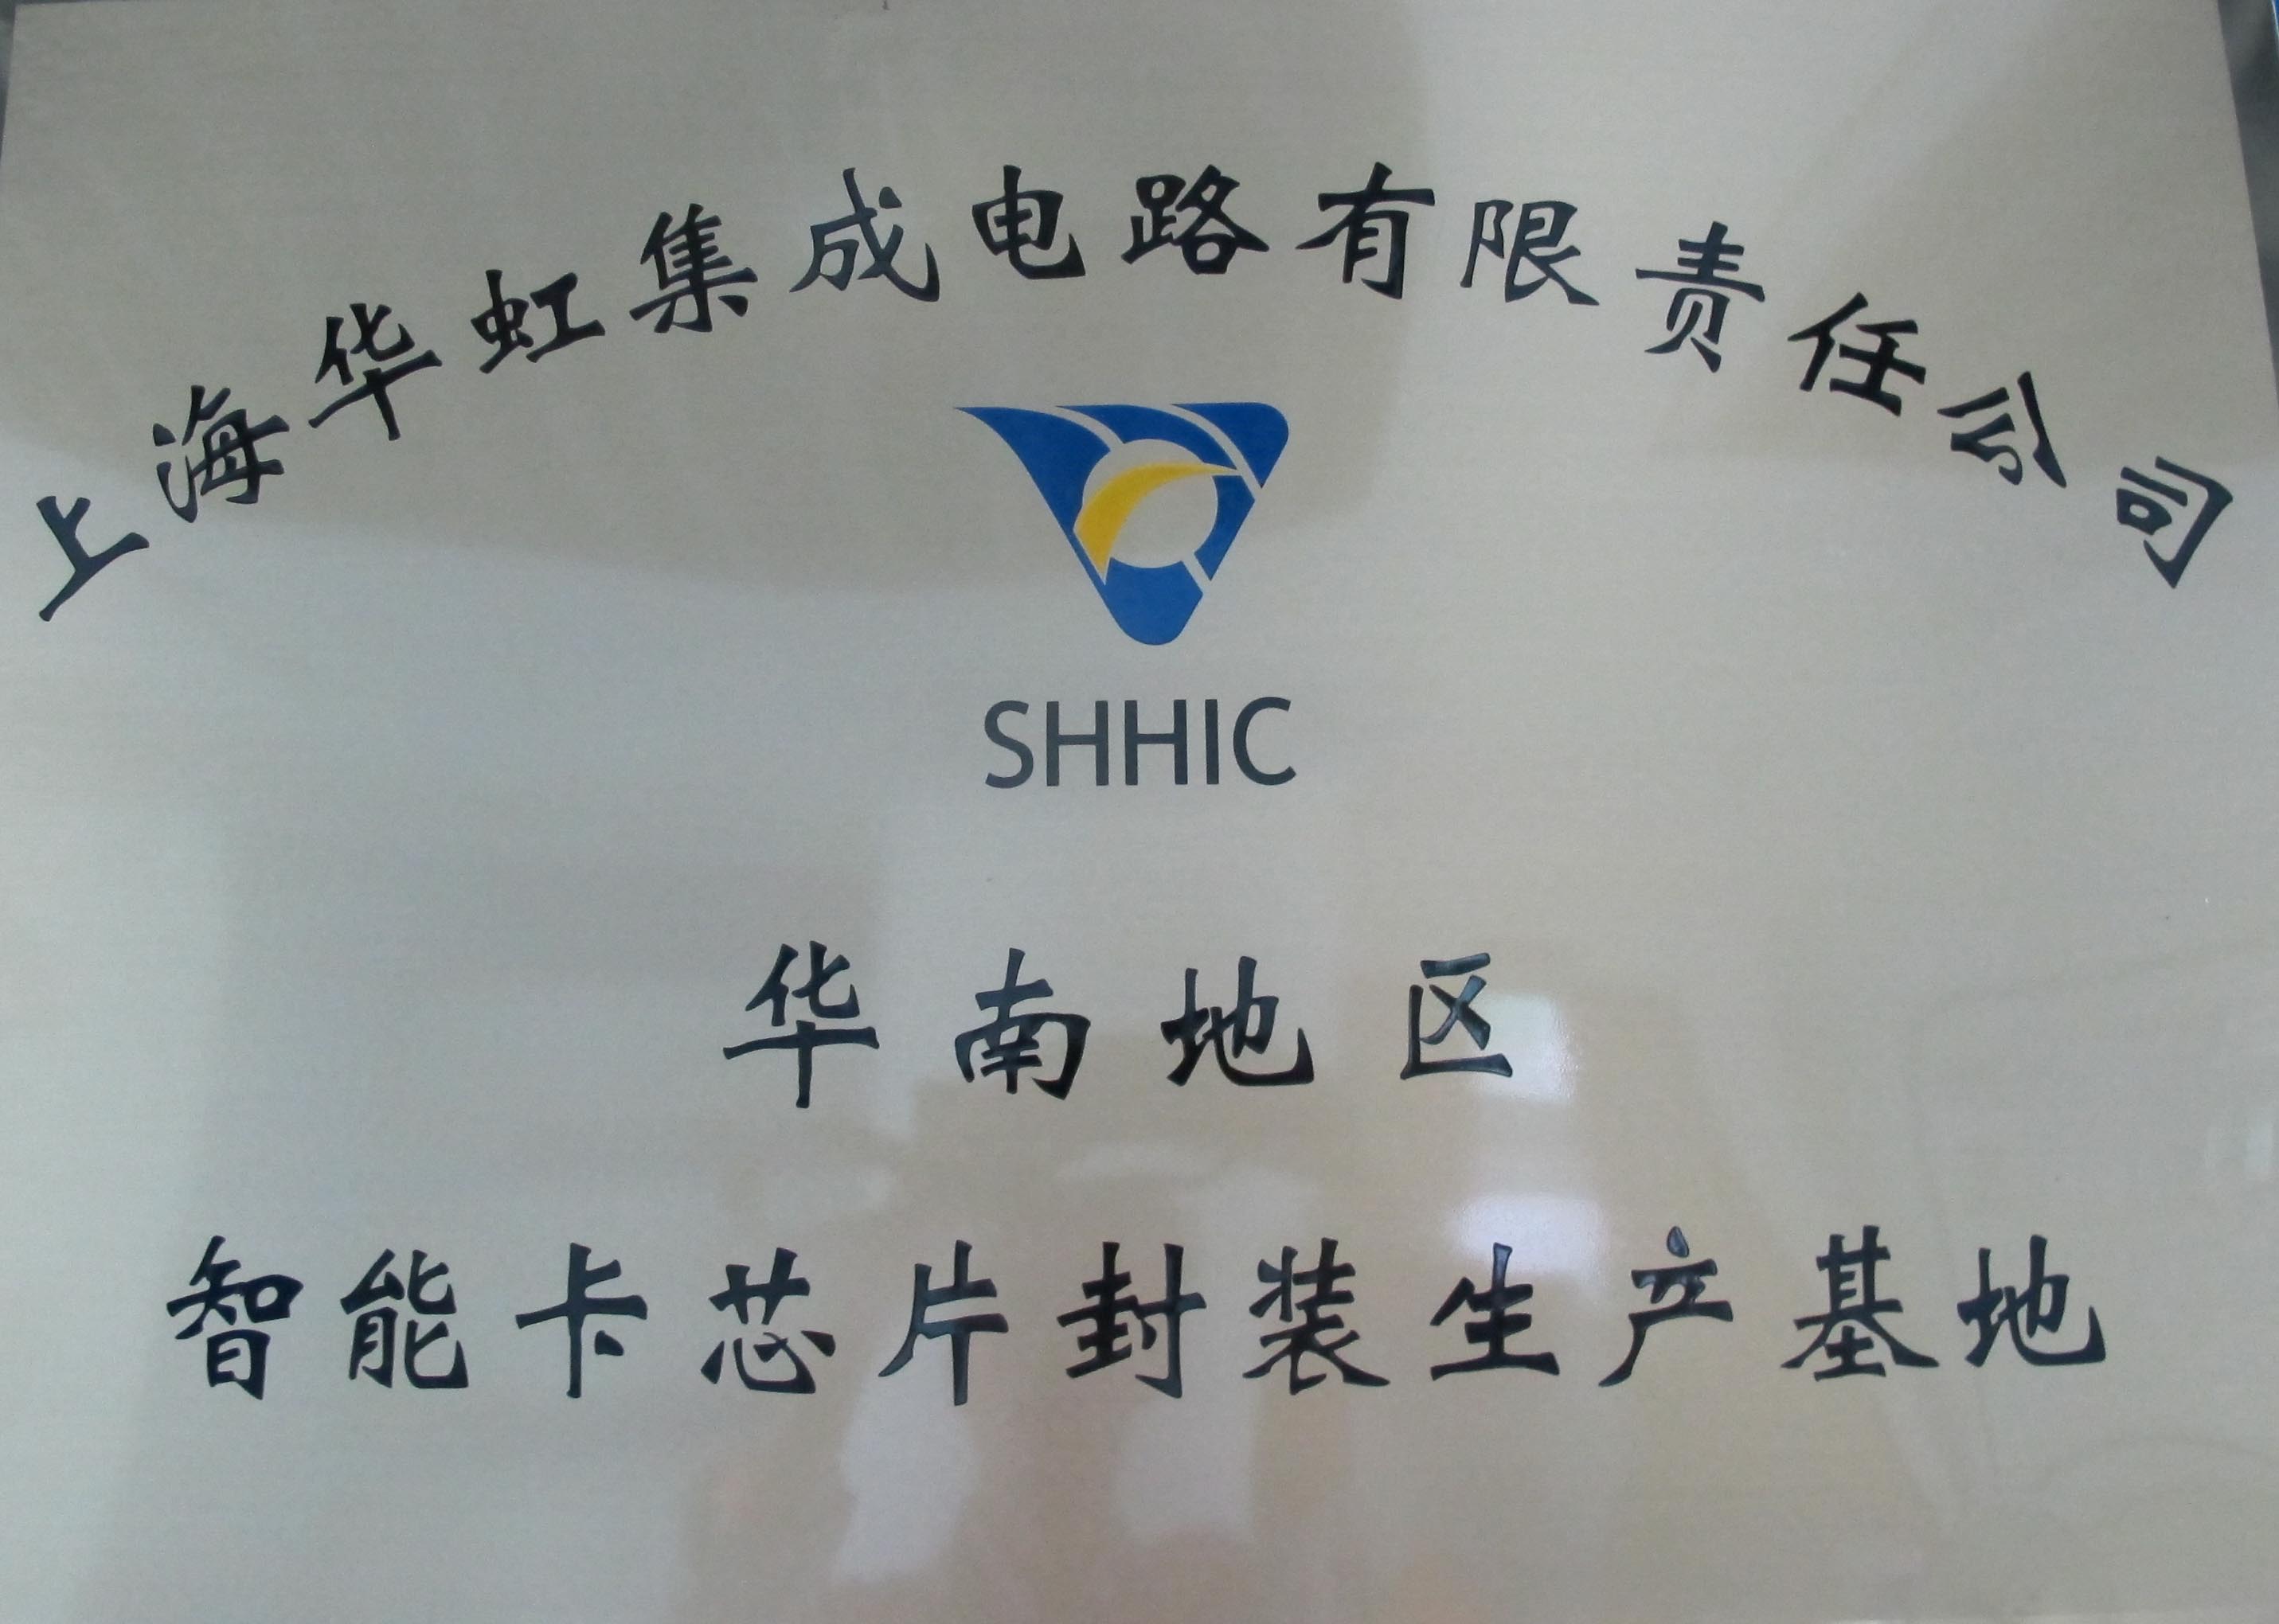 上海华虹集成电路有限责任公司
SHHIC
华南地区
智能卡芯片封装生产基地